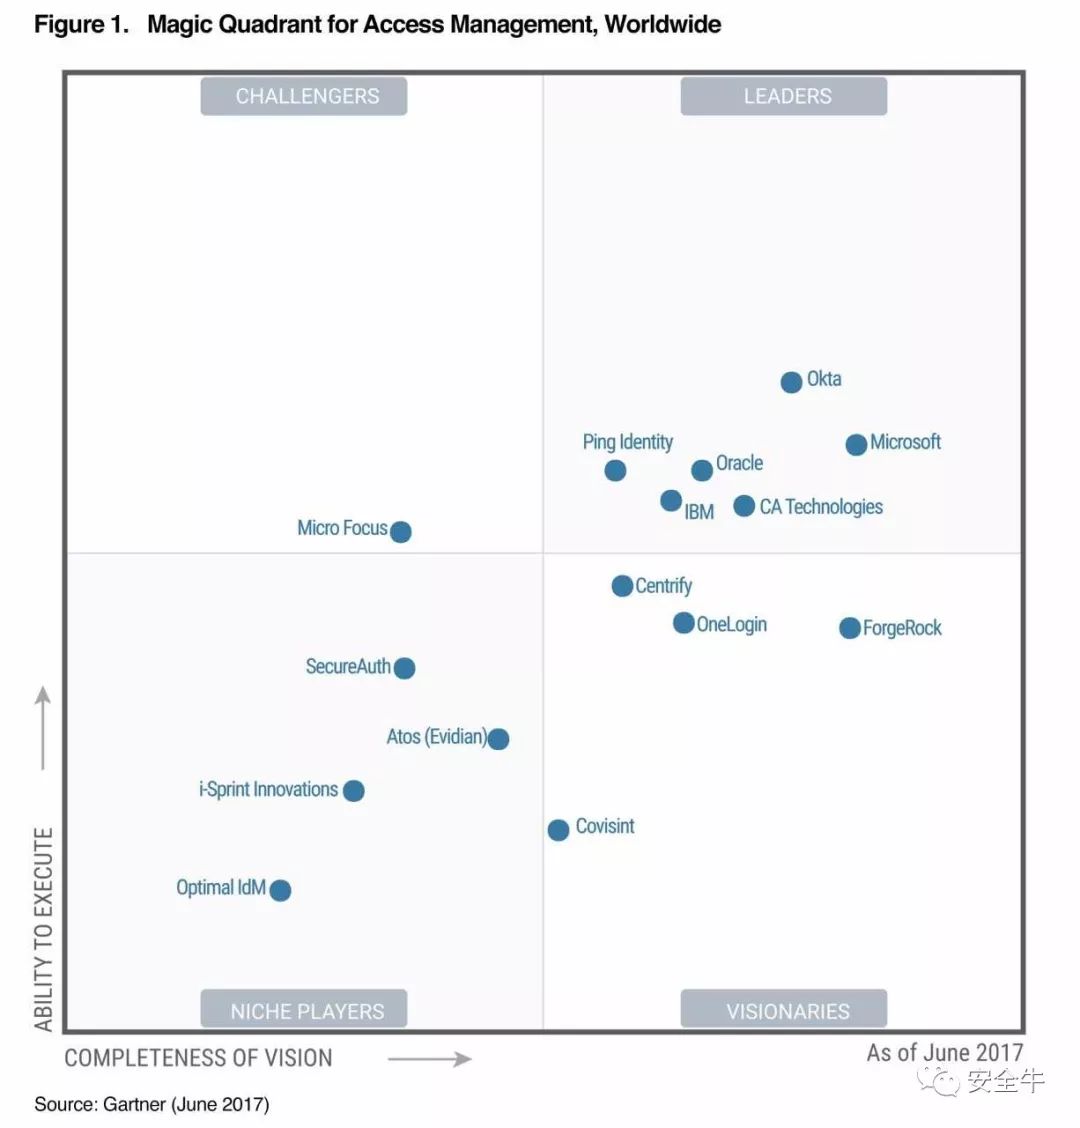 Figure 1. Magic Quadrant for Access Management, Worldwide
CHALLENGERS
LEADERS
Okta
Ping Identity
Microsoft
Oracle
IBM
CA Technologies
Micro Focus
Centrify
OneLogin
ForgeRock
SecureAuth
Atos (Evidian)
i-Sprint Innovations
Covisint
Optimal IdM
NICHE PLAYERS
VISIONARIES
ABILITY TO EXECUTE
COMPLETENESS OF VISION
As of June 2017
安全牛
Source: Gartner (June 2017)